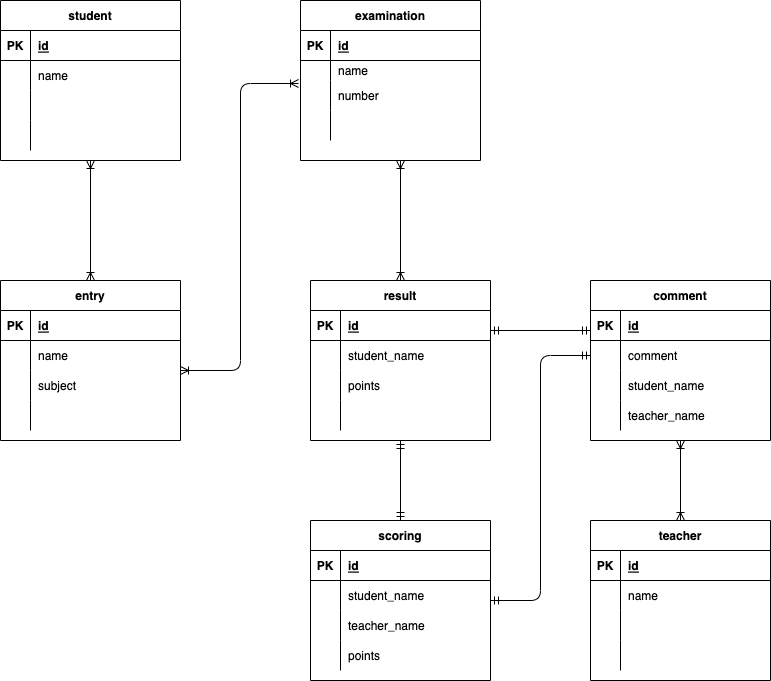 student
PK id
name
examination
PK id
name
number
entry
PK id
name
subject
result
PK id
student_name
points
comment
PK id
comment
student_name
teacher_name
scoring
PK id
student_name
teacher_name
points
teacher
PK id
name